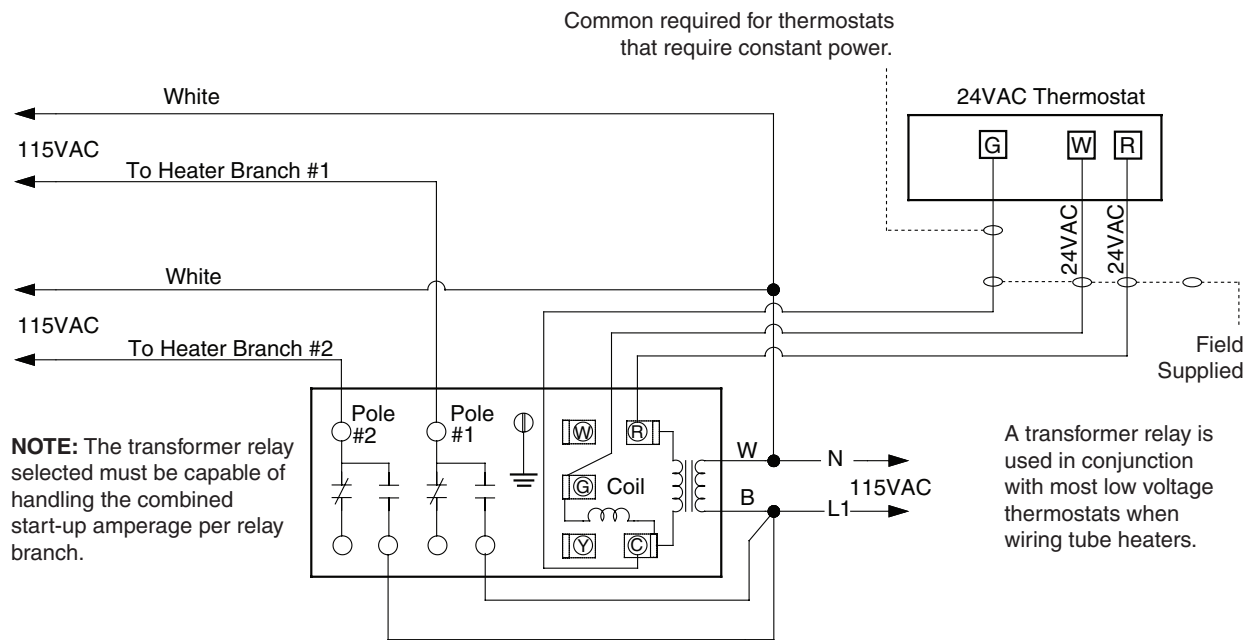 Common required for thermostats
that require constant power.
White
24VAC Thermostat
115VAC
G
W
R
To Heater Branch #1
24VAC
24VAC
White
115VAC
To Heater Branch #2
Field
Supplied
Pole
#2
Pole
#1
W
R
NOTE: The transformer relay
selected must be capable of
handling the combined
start-up amperage per relay
branch.
G
Coil
Y
C
W
N
115VAC
B
L1
A transformer relay is
used in conjunction
with most low voltage
thermostats when
wiring tube heaters.